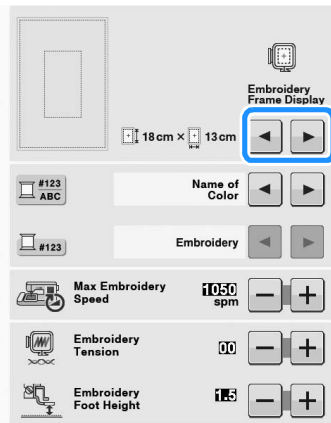 Embroidery
Frame Display
18cm × 13cm
#123
ABC
Name of
Color
#123
Embroidery
Max Embroidery
Speed
1050
spm
Embroidery
Tension
00
Embroidery
Foot Height
1.5